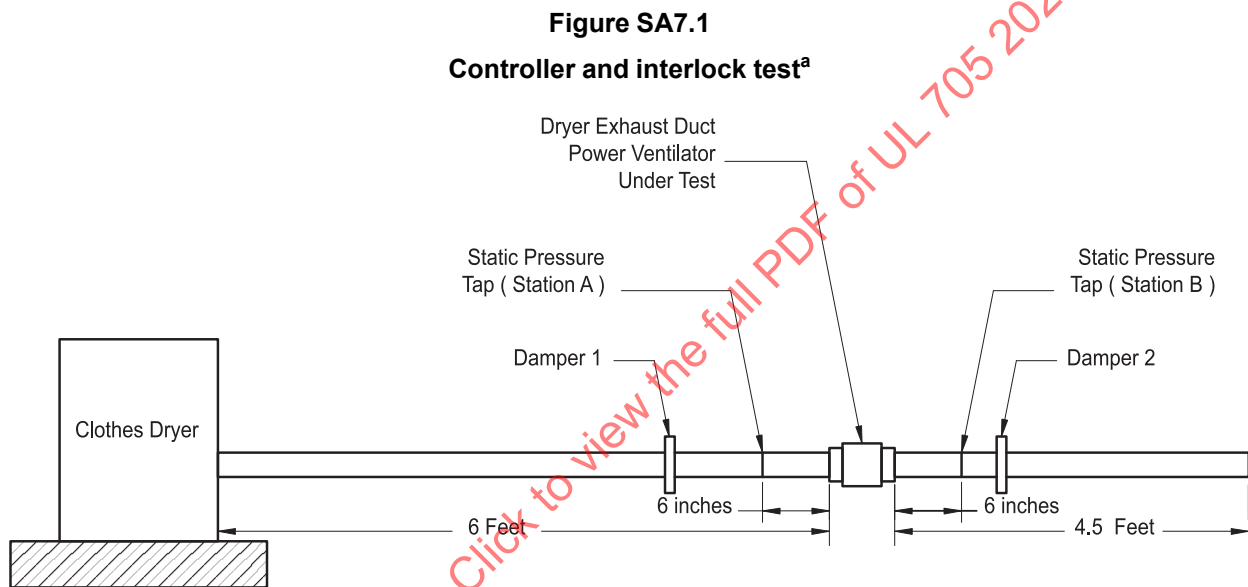 Figure SA7.1
Controller and interlock testᵃ
Dryer Exhaust Duct
Power Ventilator
Under Test
Static Pressure
Tap ( Station A )
Static Pressure
Tap ( Station B )
Damper 1
Damper 2
Clothes Dryer
6 inches
6 inches
6 Feet
4.5 Feet
Click to view the full PDF of UL 705